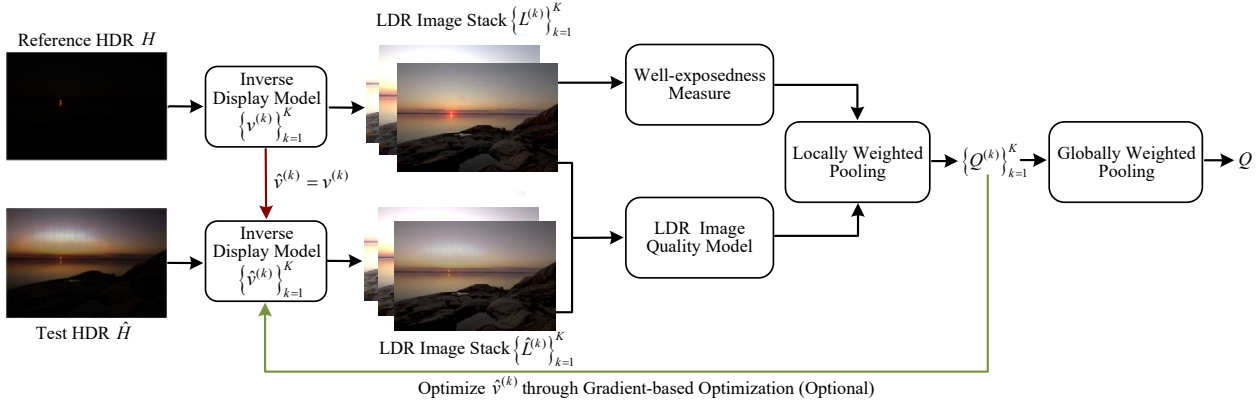 Reference HDR H
Inverse
Display Model
{v^(k)}_{k=1}^K
LDR Image Stack {L^(k)}_{k=1}^K
Well-exposedness
Measure
v̂^(k) = v^(k)
Locally Weighted
Pooling
{Q^(k)}_{k=1}^K
Globally Weighted
Pooling
Q
Inverse
Display Model
{v̂^(k)}_{k=1}^K
LDR Image
Quality Model
Test HDR Ĥ
LDR Image Stack {L̂^(k)}_{k=1}^K
Optimize v̂^(k) through Gradient-based Optimization (Optional)